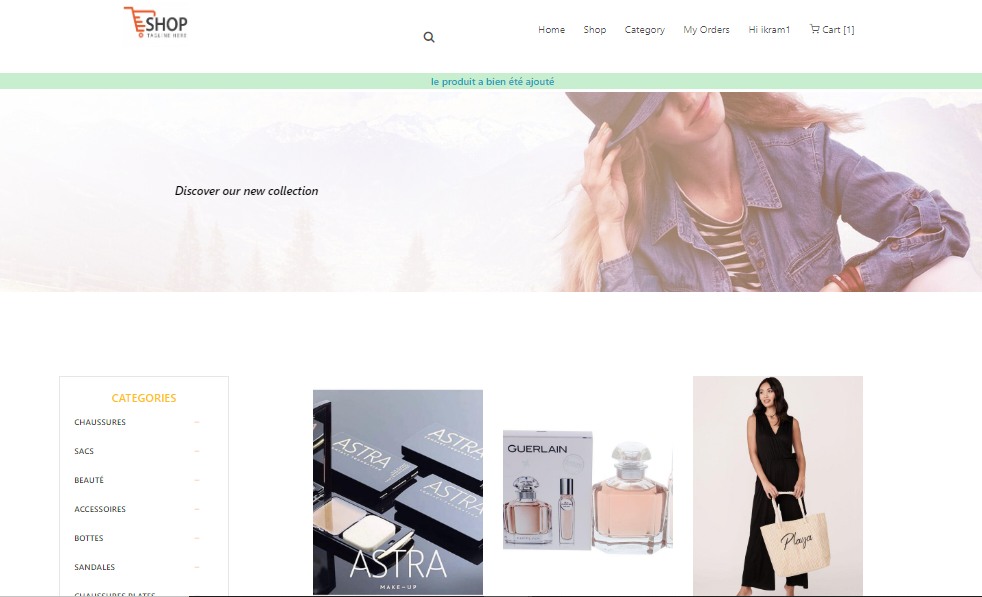 ESHOP
TAGLINE HERE
Home Shop Category My Orders Hi ikram1 Cart [1]
le produit a bien été ajouté
Discover our new collection
CATEGORIES
CHAUSSURES
SACS
BEAUTÉ
ACCESSOIRES
BOTTES
SANDALES
CHAUSSURES PLATES
ASTRA
ASTRA
ASTRA
ASTRA
MAKE-UP
GUERLAIN
Playa